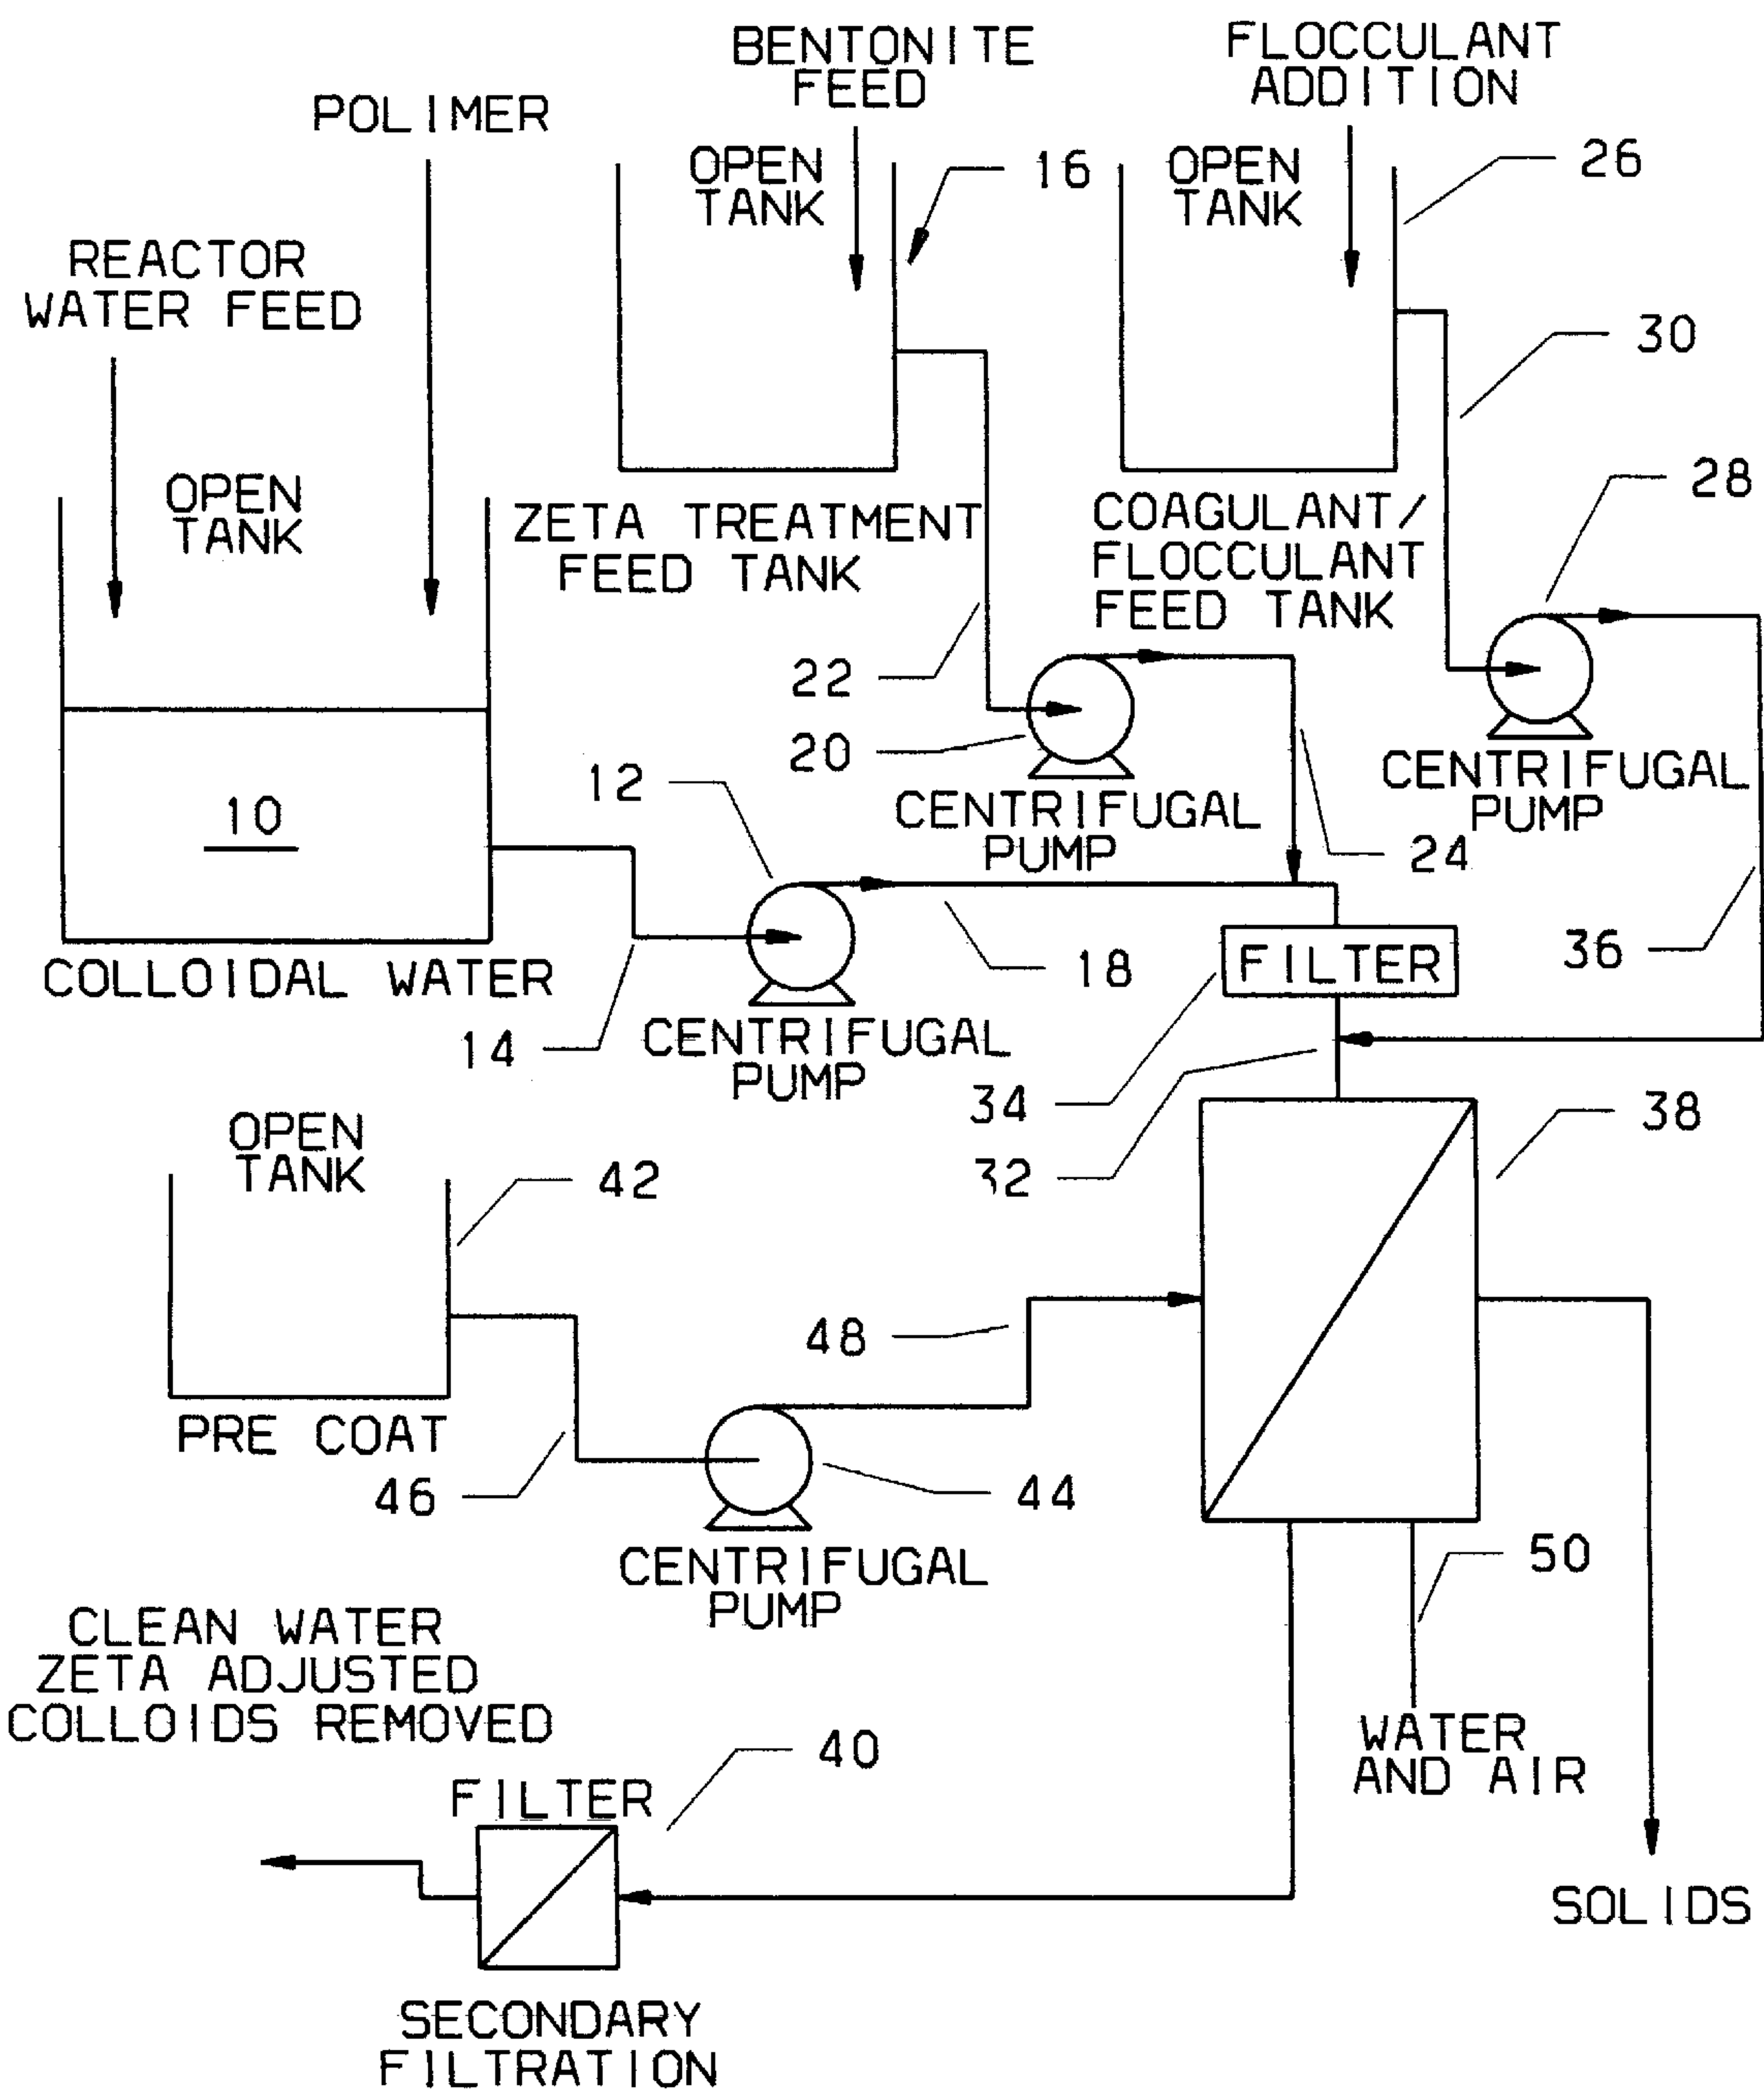 BENTONITE
FEED
FLOCCULANT
ADDITION
POLIMER
OPEN
TANK
16
OPEN
TANK
26
REACTOR
WATER FEED
30
OPEN
TANK
ZETA TREATMENT
FEED TANK
COAGULANT/
FLOCCULANT
FEED TANK
28
22
20
12
CENTRIFUGAL
PUMP
CENTRIFUGAL
PUMP
10
24
COLLOIDAL WATER
18
FILTER
36
14
CENTRIFUGAL
PUMP
34
38
OPEN
TANK
42
32
48
PRE COAT
46
44
CENTRIFUGAL
PUMP
50
CLEAN WATER
ZETA ADJUSTED
COLLOIDS REMOVED
WATER
AND AIR
40
FILTER
SOLIDS
SECONDARY
FILTRATION